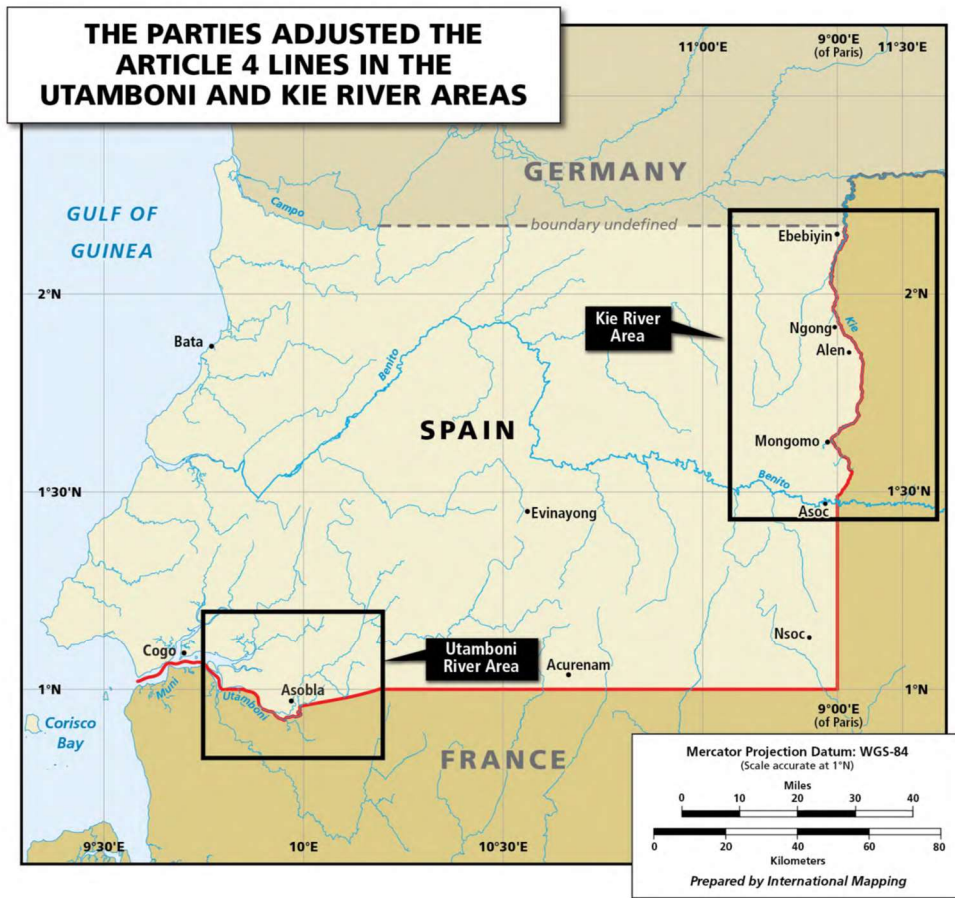 THE PARTIES ADJUSTED THE
ARTICLE 4 LINES IN THE
UTAMBONI AND KIE RIVER AREAS
11°00'E
9°00'E
(of Paris)
11°30'E
GERMANY
Campo
boundary undefined
GULF OF
GUINEA
Ebebiyin
2°N
2°N
Kie River
Area
Ngong
Kie
Alen
Bata
Benito
SPAIN
Mongomo
Benito
1°30'N
1°30'N
Asoc
Evinayong
Nsoc
Cogo
Utamboni
River Area
Acurenam
Muni
Utamboni
Asobla
1°N
1°N
9°00'E
(of Paris)
Corisco
Bay
FRANCE
9°30'E
10°E
10°30'E
Mercator Projection Datum: WGS-84
(Scale accurate at 1°N)
Miles
0 10 20 30 40
0 20 40 60 80
Kilometers
Prepared by International Mapping